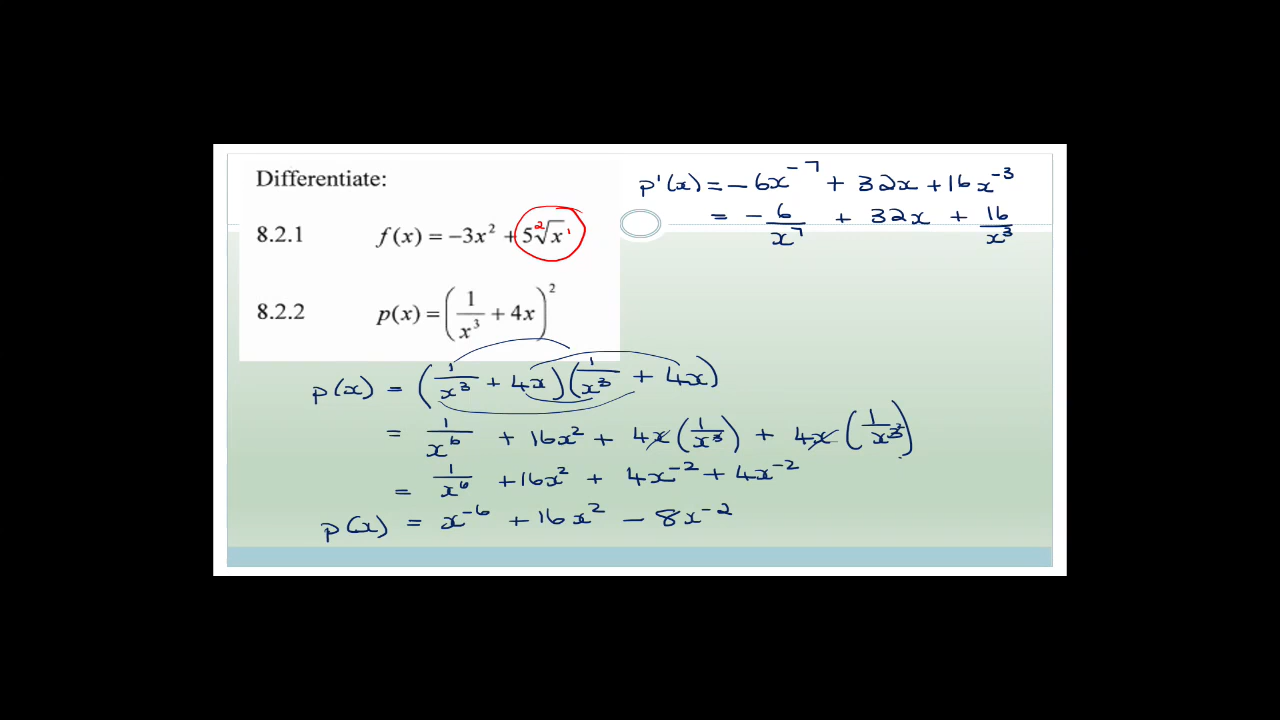 Differentiate:
8.2.1 f(x) = −3x² + 5²√x¹
8.2.2 p(x) = (1/x³ + 4x)²
p(x) = (1/x³ + 4x)(1/x³ + 4x)
= 1/x⁶ + 16x² + 4x(1/x³) + 4x(1/x³²)
= 1/x⁶ + 16x² + 4x⁻² + 4x⁻²
p(x) = x⁻⁶ + 16x² − 8x⁻²
p'(x) = −6x⁻⁷ + 32x + 16x⁻³
= −6/x⁷ + 32x + 16/x³